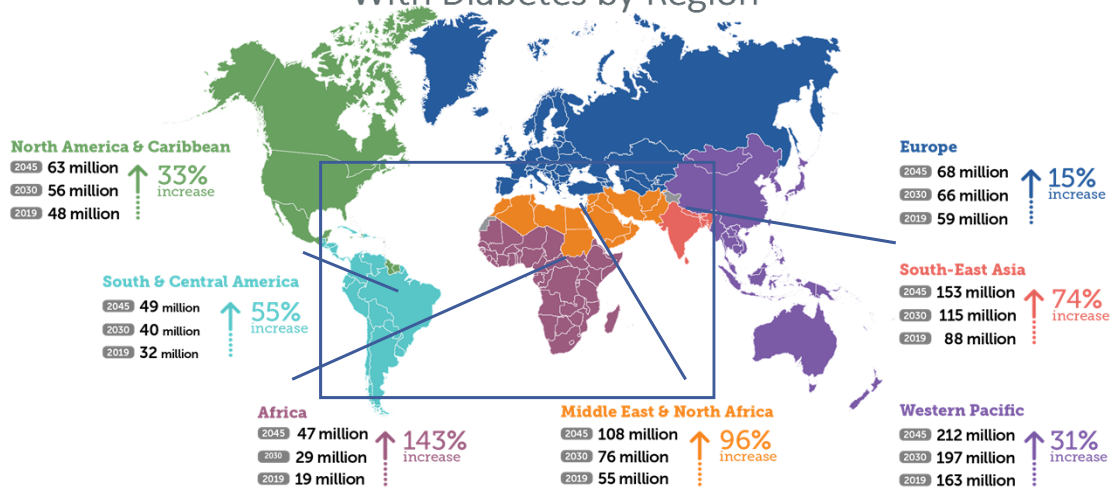 With Diabetes by Region
North America & Caribbean
2045 63 million
2030 56 million
2019 48 million
33%
increase
South & Central America
2045 49 million
2030 40 million
2019 32 million
55%
increase
Africa
2045 47 million
2030 29 million
2019 19 million
143%
increase
Middle East & North Africa
2045 108 million
2030 76 million
2019 55 million
96%
increase
Europe
2045 68 million
2030 66 million
2019 59 million
15%
increase
South-East Asia
2045 153 million
2030 115 million
2019 88 million
74%
increase
Western Pacific
2045 212 million
2030 197 million
2019 163 million
31%
increase